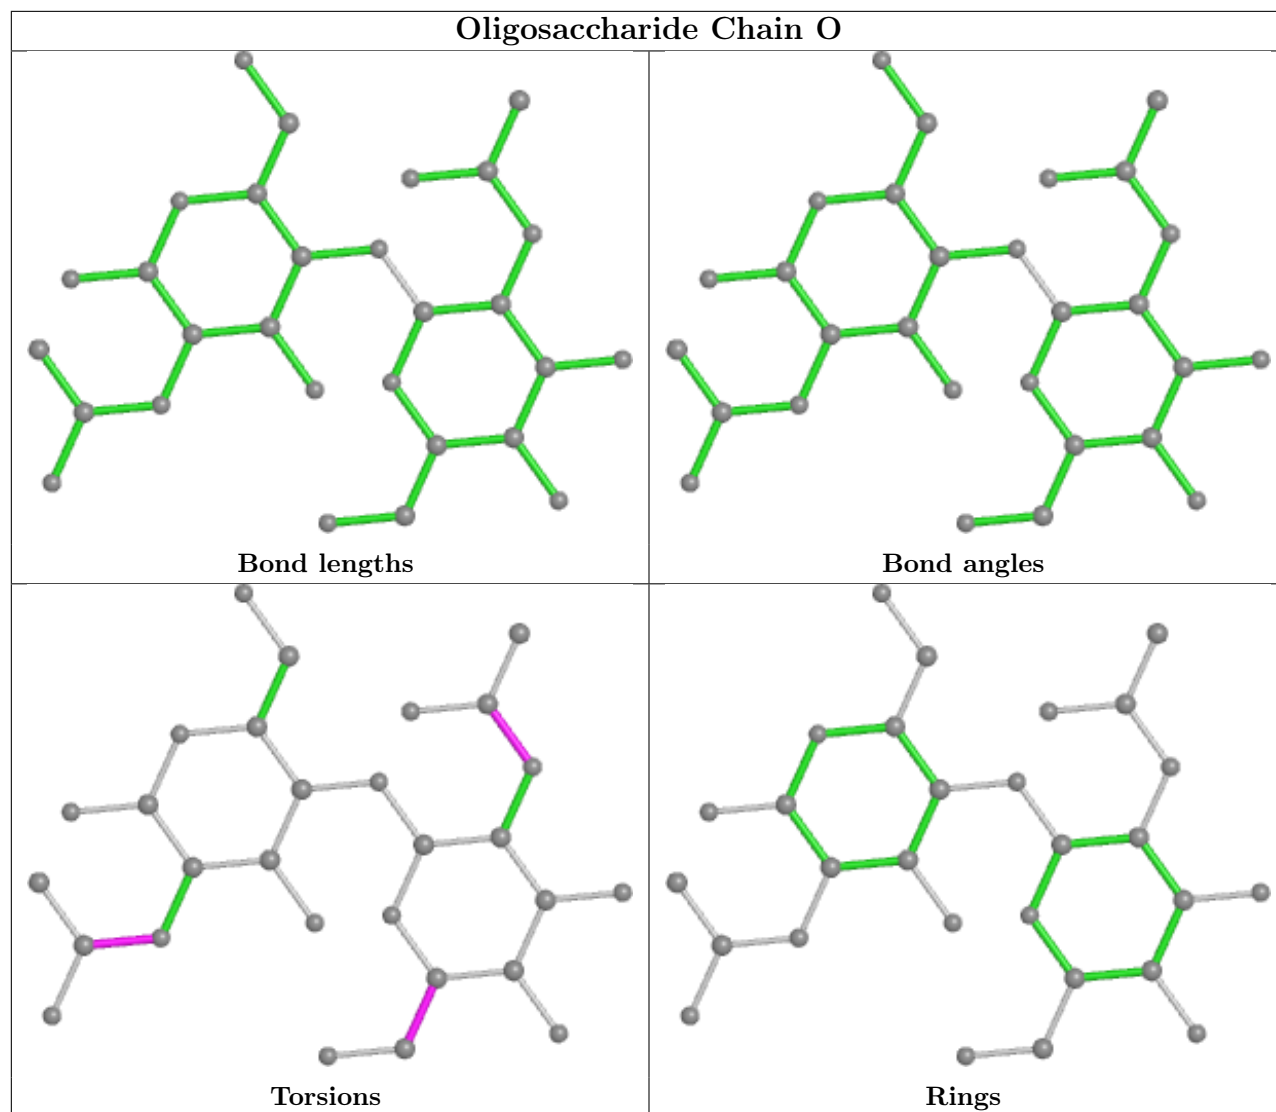 Oligosaccharide Chain O
Bond lengths
Bond angles
Torsions
Rings